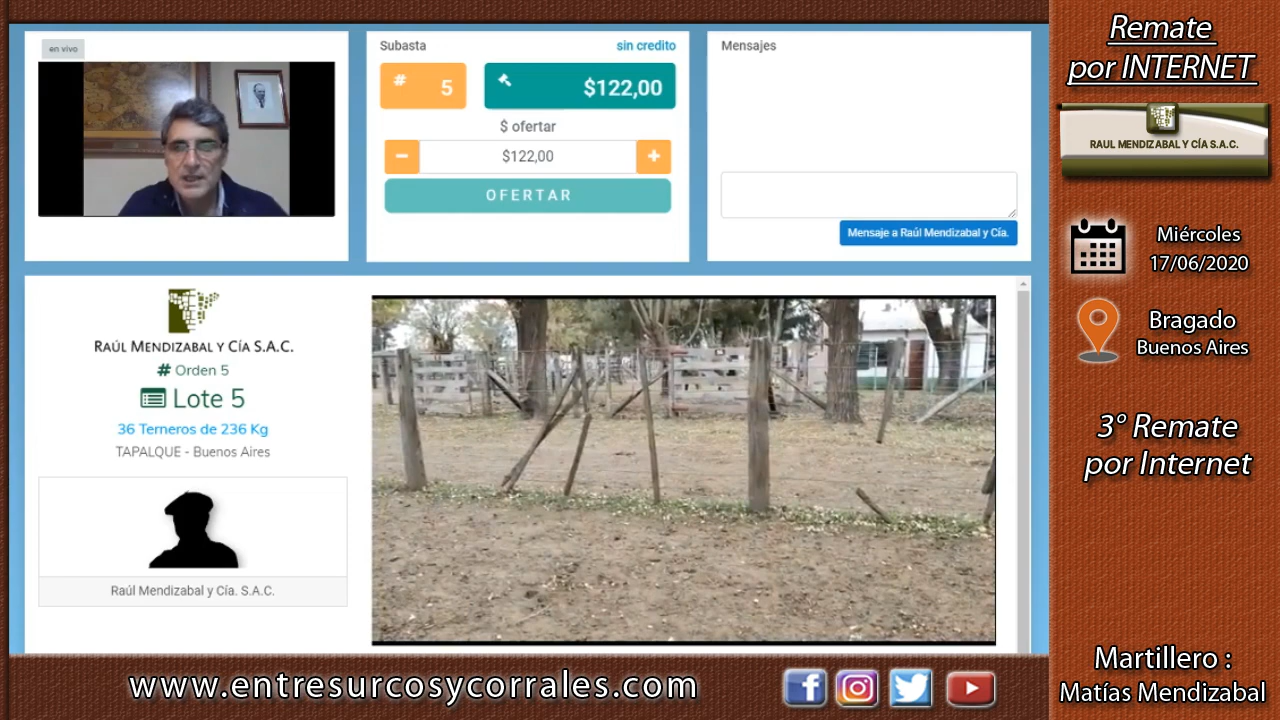 en vivo
Subasta
sin credito
# 5
$122,00
$ ofertar
− $122,00 +
OFERTAR
Mensajes
Mensaje a Raúl Mendizabal y Cía.
RAÚL MENDIZABAL Y CÍA S.A.C.
# Orden 5
Lote 5
36 Terneros de 236 Kg
TAPALQUE - Buenos Aires
Raúl Mendizabal y Cía. S.A.C.
www.entresurcosycorrales.com
Remate
por INTERNET
RAUL MENDIZABAL Y CÍA S.A.C.
Miércoles
17/06/2020
Bragado
Buenos Aires
3° Remate
por Internet
Martillero :
Matías Mendizabal